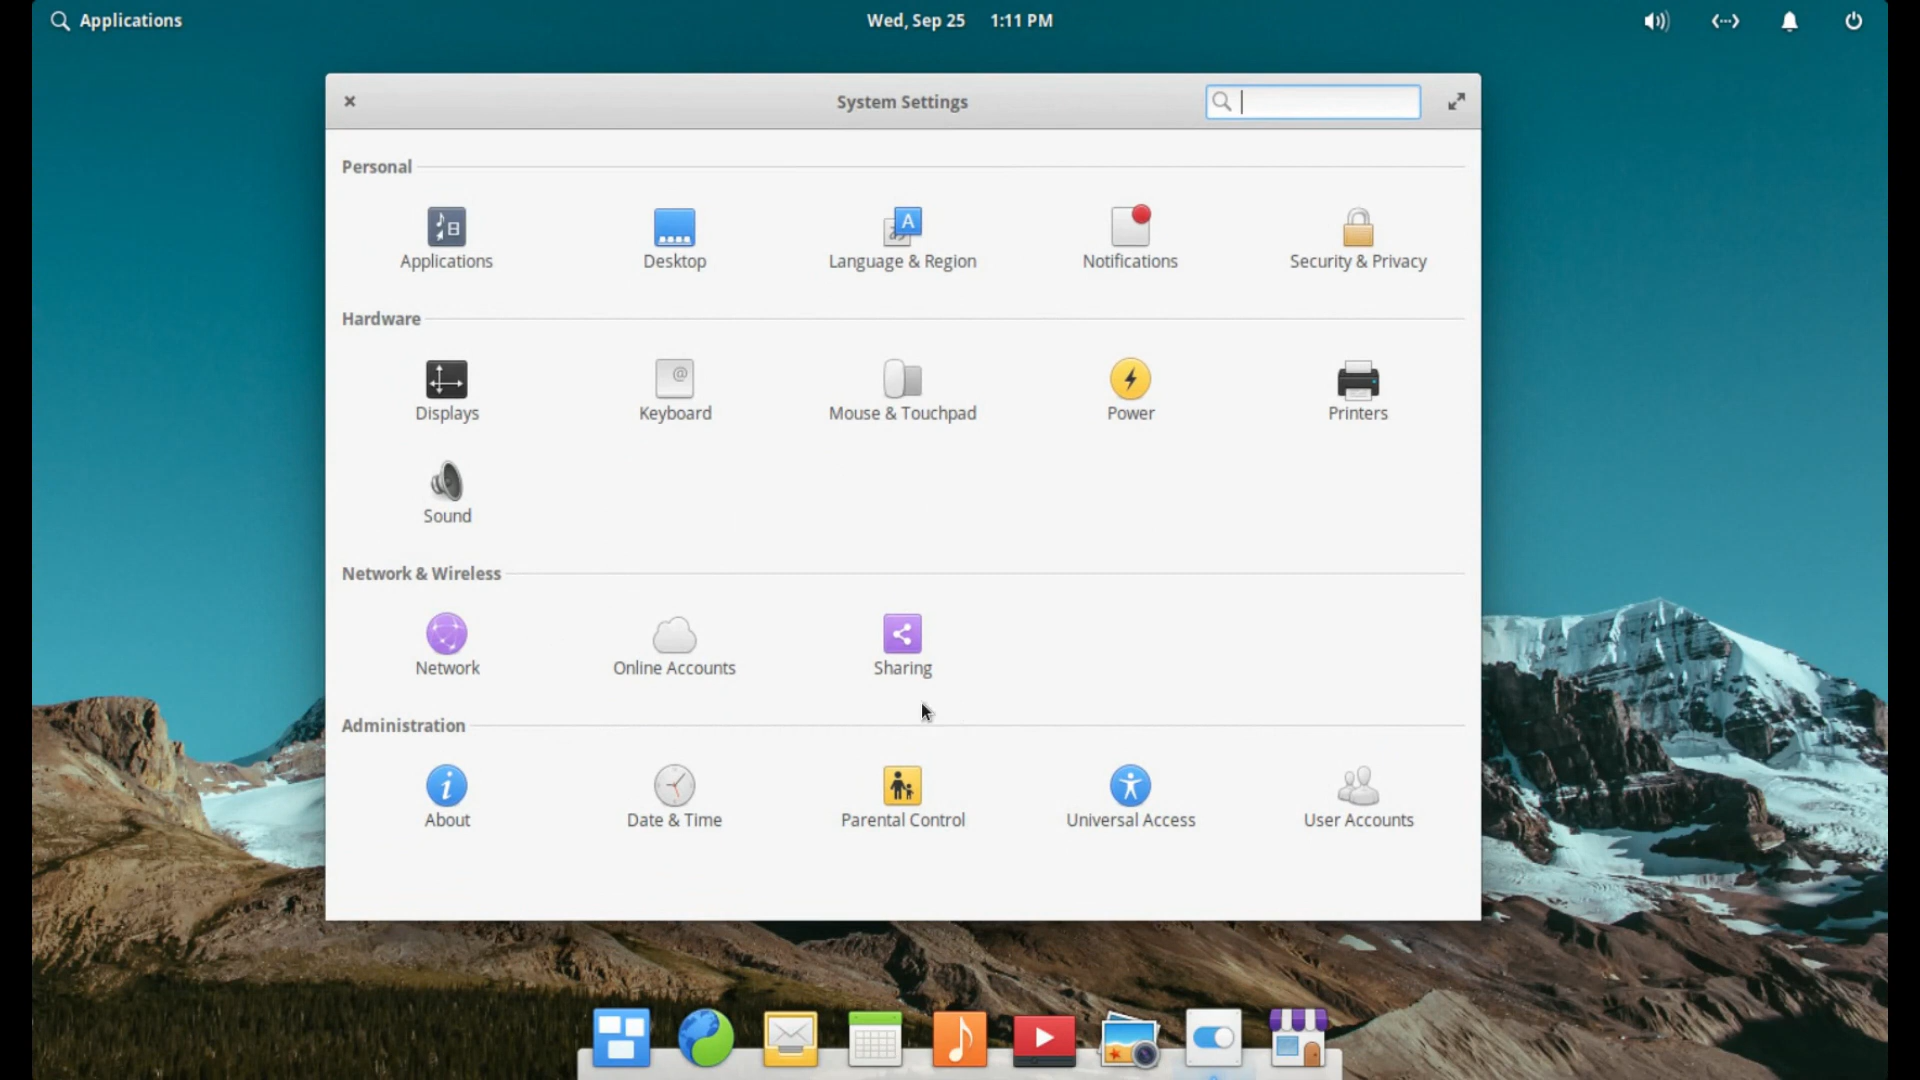 Applications
Wed, Sep 25 1:11 PM
System Settings
Personal
Applications
Desktop
Language & Region
Notifications
Security & Privacy
Hardware
Displays
Keyboard
Mouse & Touchpad
Power
Printers
Sound
Network & Wireless
Network
Online Accounts
Sharing
Administration
About
Date & Time
Parental Control
Universal Access
User Accounts